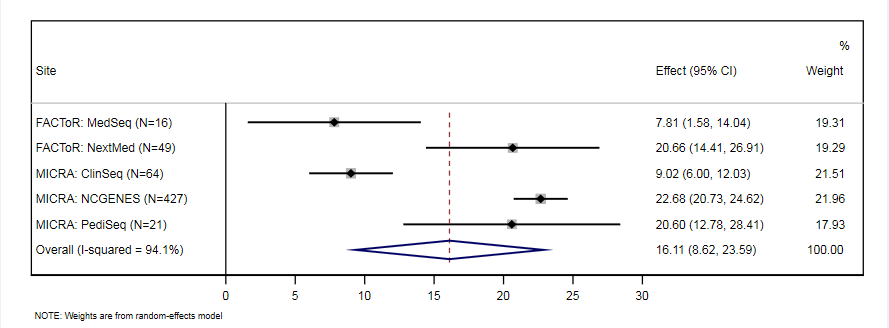 %
Site Effect (95% CI) Weight
FACToR: MedSeq (N=16) 7.81 (1.58, 14.04) 19.31
FACToR: NextMed (N=49) 20.66 (14.41, 26.91) 19.29
MICRA: ClinSeq (N=64) 9.02 (6.00, 12.03) 21.51
MICRA: NCGENES (N=427) 22.68 (20.73, 24.62) 21.96
MICRA: PediSeq (N=21) 20.60 (12.78, 28.41) 17.93
Overall (I-squared = 94.1%) 16.11 (8.62, 23.59) 100.00
0 5 10 15 20 25 30
NOTE: Weights are from random-effects model